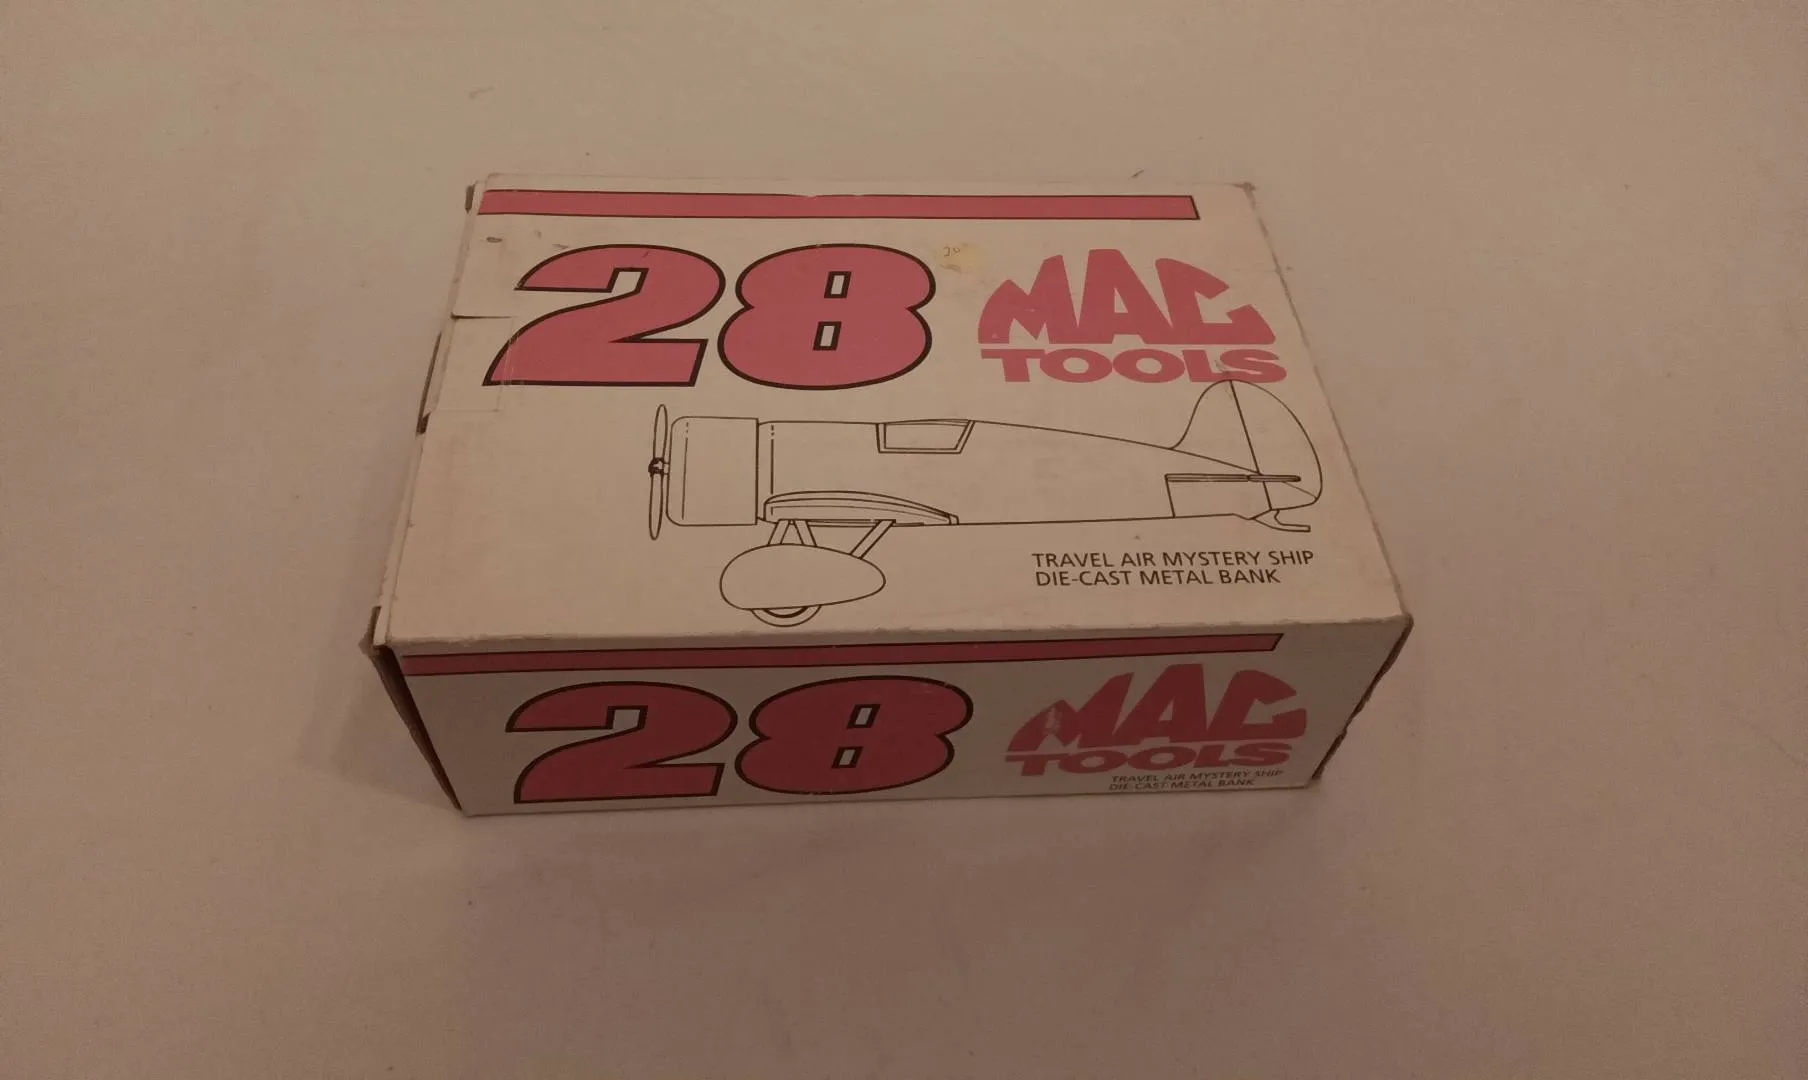 28
MAC
TOOLS
TRAVEL AIR MYSTERY SHIP
DIE-CAST METAL BANK
28
MAC
TOOLS
TRAVEL AIR MYSTERY SHIP
DIE-CAST METAL BANK